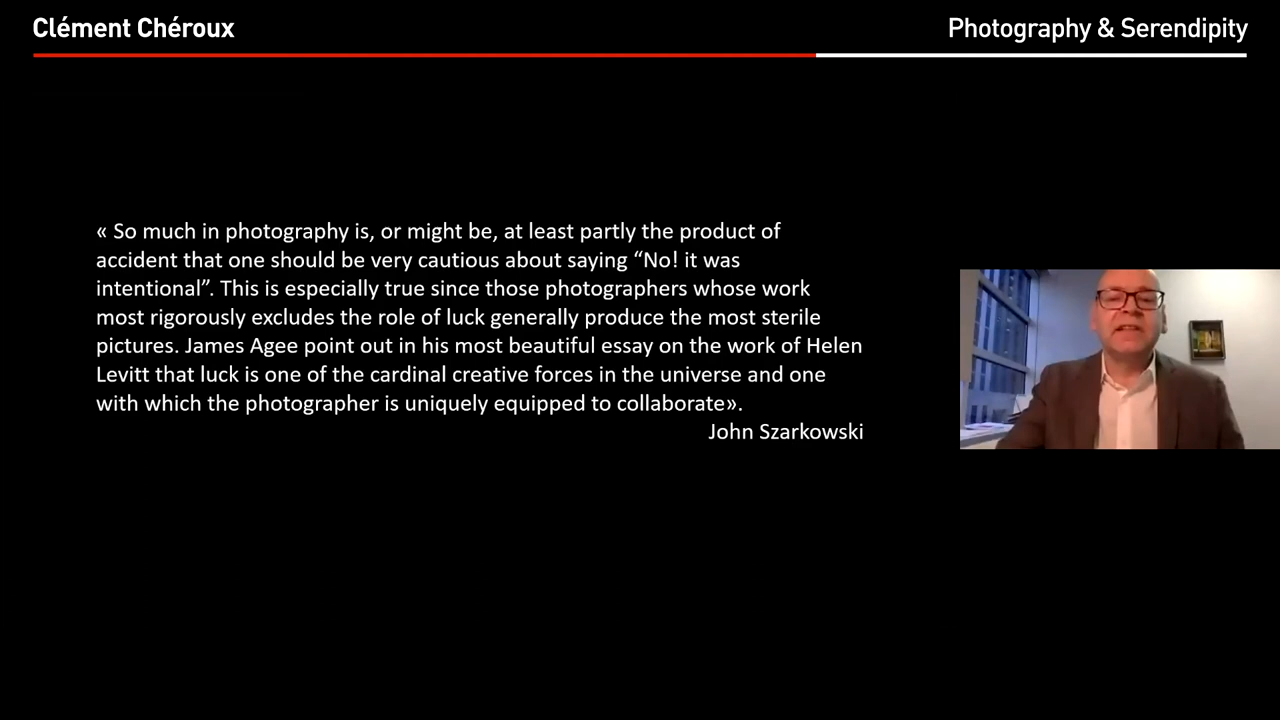 Clément Chéroux
Photography & Serendipity
« So much in photography is, or might be, at least partly the product of
accident that one should be very cautious about saying “No! it was
intentional”. This is especially true since those photographers whose work
most rigorously excludes the role of luck generally produce the most sterile
pictures. James Agee point out in his most beautiful essay on the work of Helen
Levitt that luck is one of the cardinal creative forces in the universe and one
with which the photographer is uniquely equipped to collaborate».
John Szarkowski